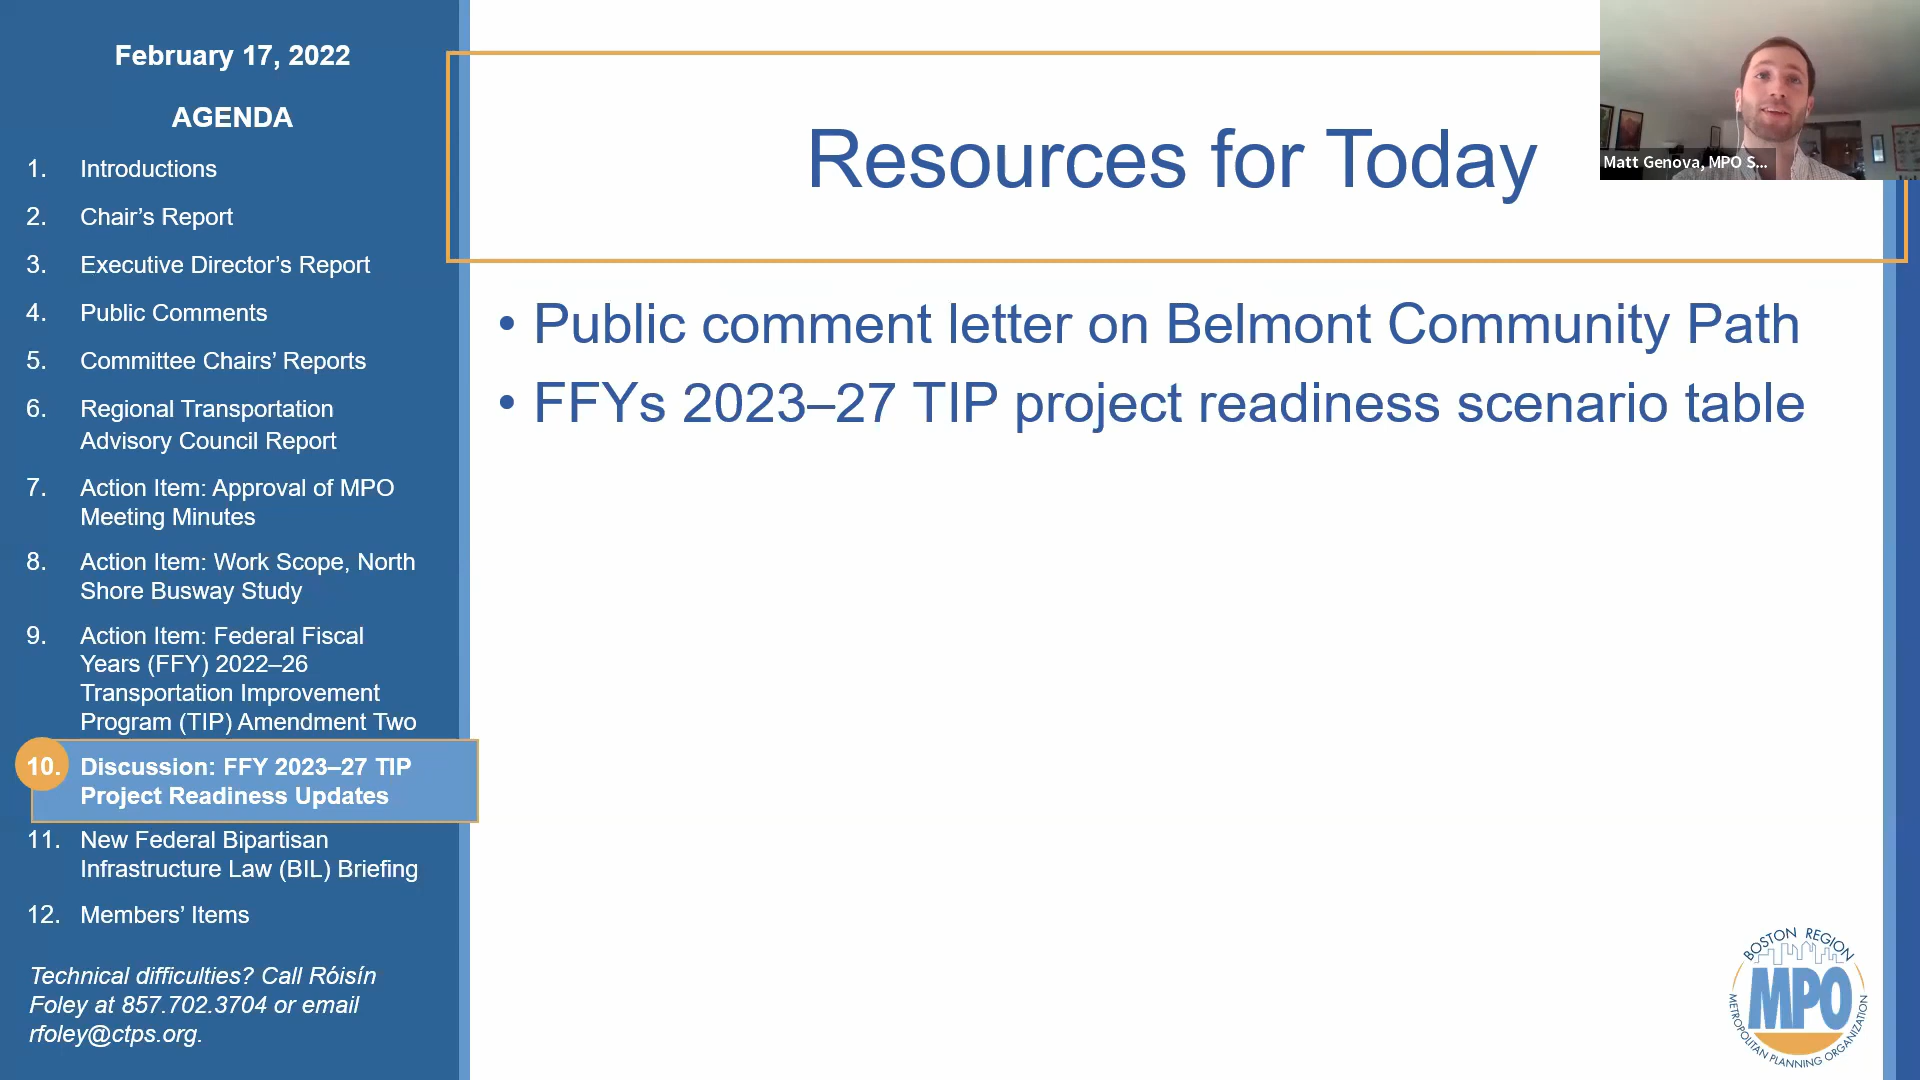 February 17, 2022
AGENDA
1. Introductions
2. Chair’s Report
3. Executive Director’s Report
4. Public Comments
5. Committee Chairs’ Reports
6. Regional Transportation
Advisory Council Report
7. Action Item: Approval of MPO
Meeting Minutes
8. Action Item: Work Scope, North
Shore Busway Study
9. Action Item: Federal Fiscal
Years (FFY) 2022–26
Transportation Improvement
Program (TIP) Amendment Two
10. Discussion: FFY 2023–27 TIP
Project Readiness Updates
11. New Federal Bipartisan
Infrastructure Law (BIL) Briefing
12. Members’ Items
Technical difficulties? Call Róisín
Foley at 857.702.3704 or email
rfoley@ctps.org.
Resources for Today
• Public comment letter on Belmont Community Path
• FFYs 2023–27 TIP project readiness scenario table
Matt Genova, MPO S...
BOSTON REGION
MPO
METROPOLITAN PLANNING ORGANIZATION